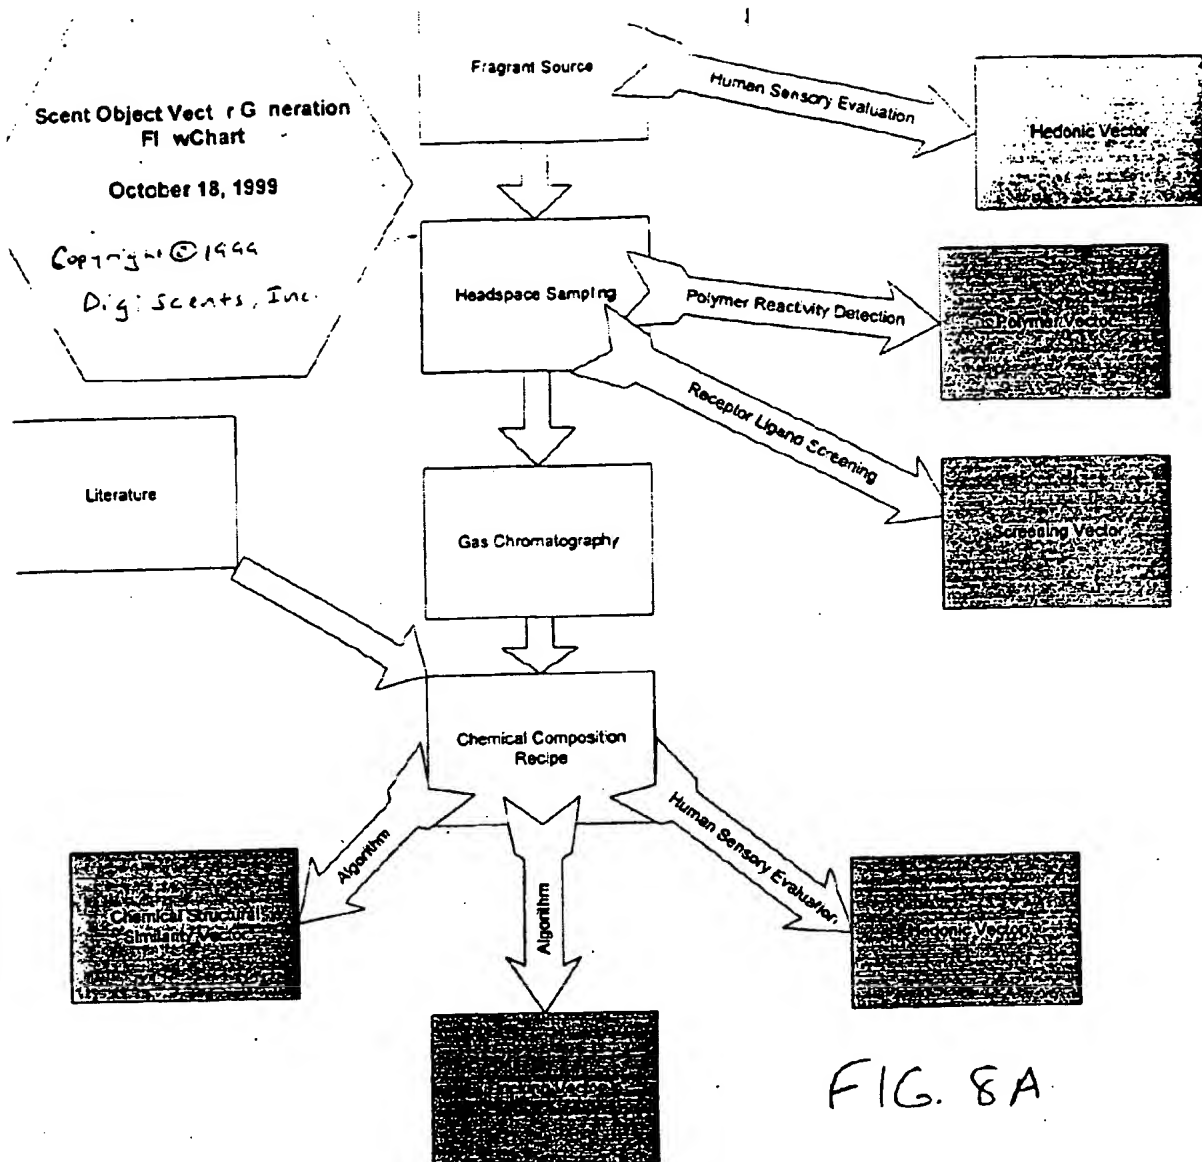 Scent Object Vect r G neration
Fl wChart
October 18, 1999
Copyright © 1999
Digiscents, Inc.
Fragrant Source
Human Sensory Evaluation
Hedonic Vector
Headspace Sampling
Polymer Reactivity Detection
Polymer Vector
Receptor Ligand Screening
Screening Vector
Literature
Gas Chromatography
Chemical Composition
Recipe
Algorithm
Chemical Structural
Similarity Vector
Algorithm
Vector
Human Sensory Evaluation
Hedonic Vector
FIG. 8A